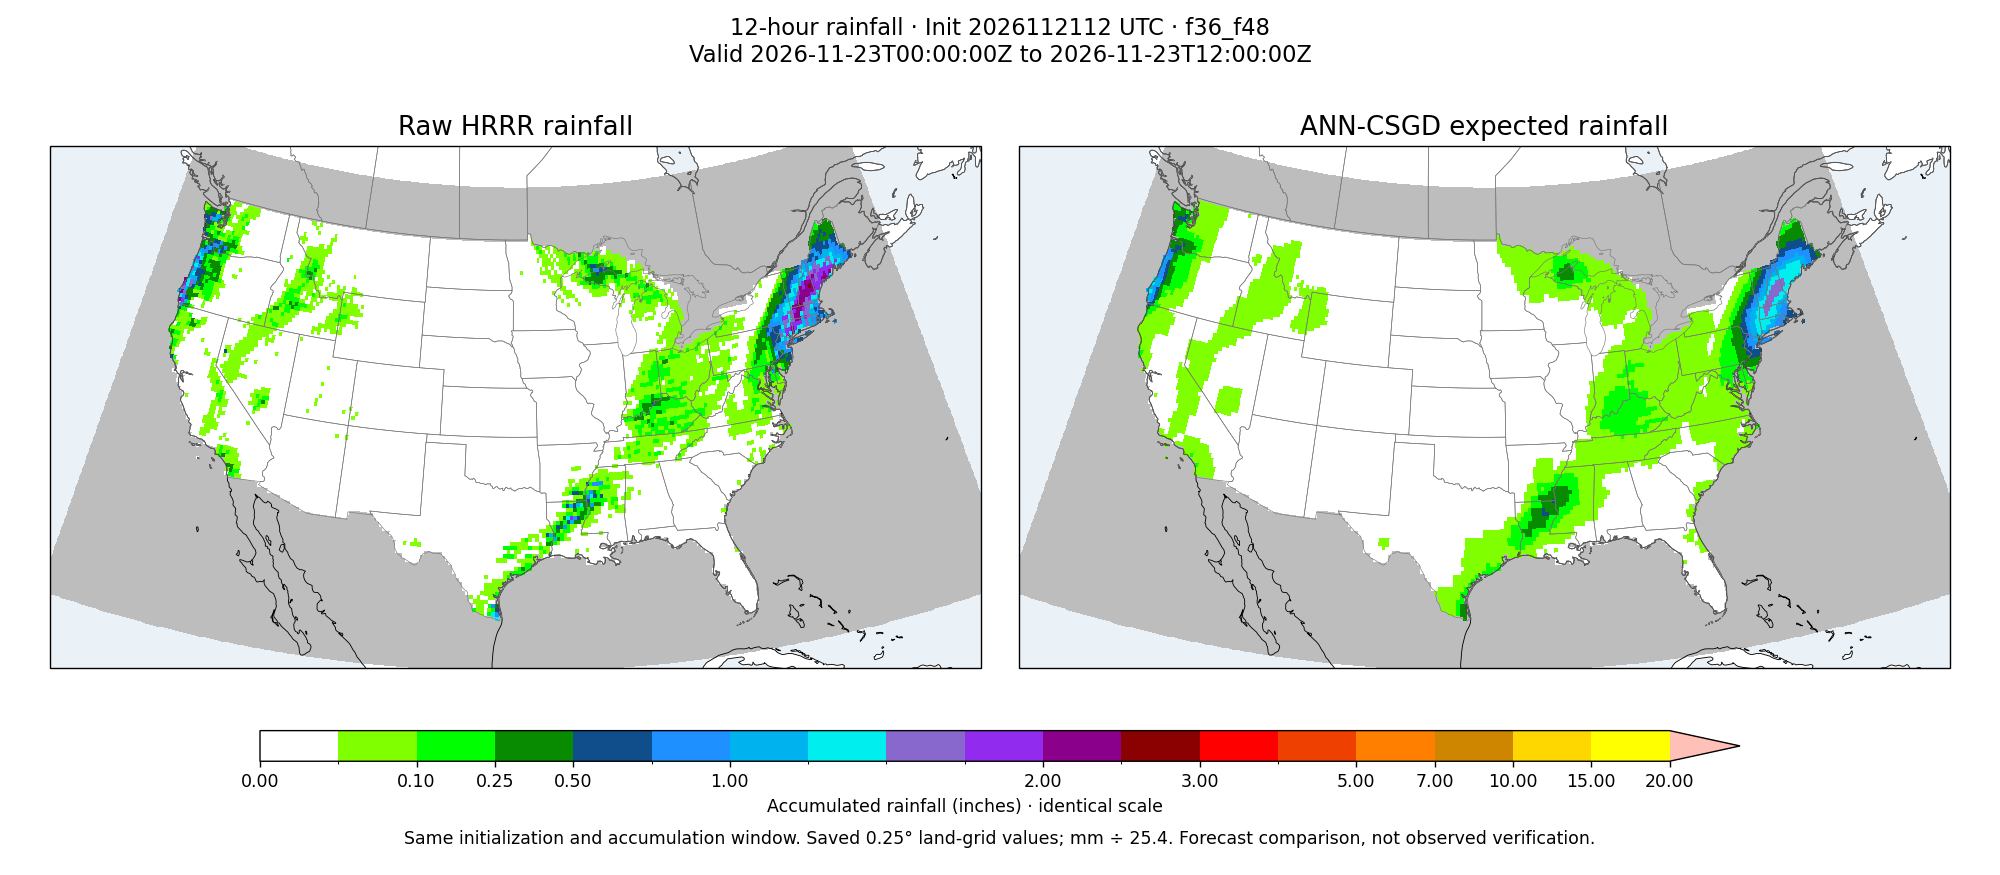 12-hour rainfall · Init 2026112112 UTC · f36_f48
Valid 2026-11-23T00:00:00Z to 2026-11-23T12:00:00Z
Raw HRRR rainfall
ANN-CSGD expected rainfall
0.00 0.10 0.25 0.50 1.00 2.00 3.00 5.00 7.00 10.00 15.00 20.00
Accumulated rainfall (inches) · identical scale
Same initialization and accumulation window. Saved 0.25° land-grid values; mm ÷ 25.4. Forecast comparison, not observed verification.